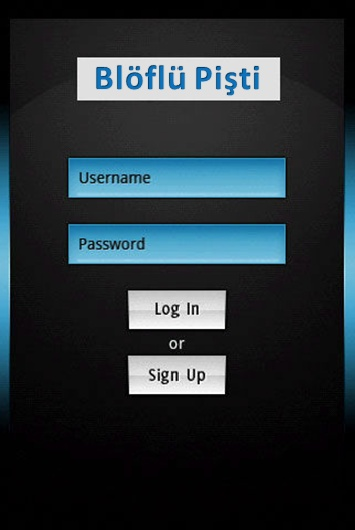 Blöflü Pişti
Username
Password
Log In
or
Sign Up